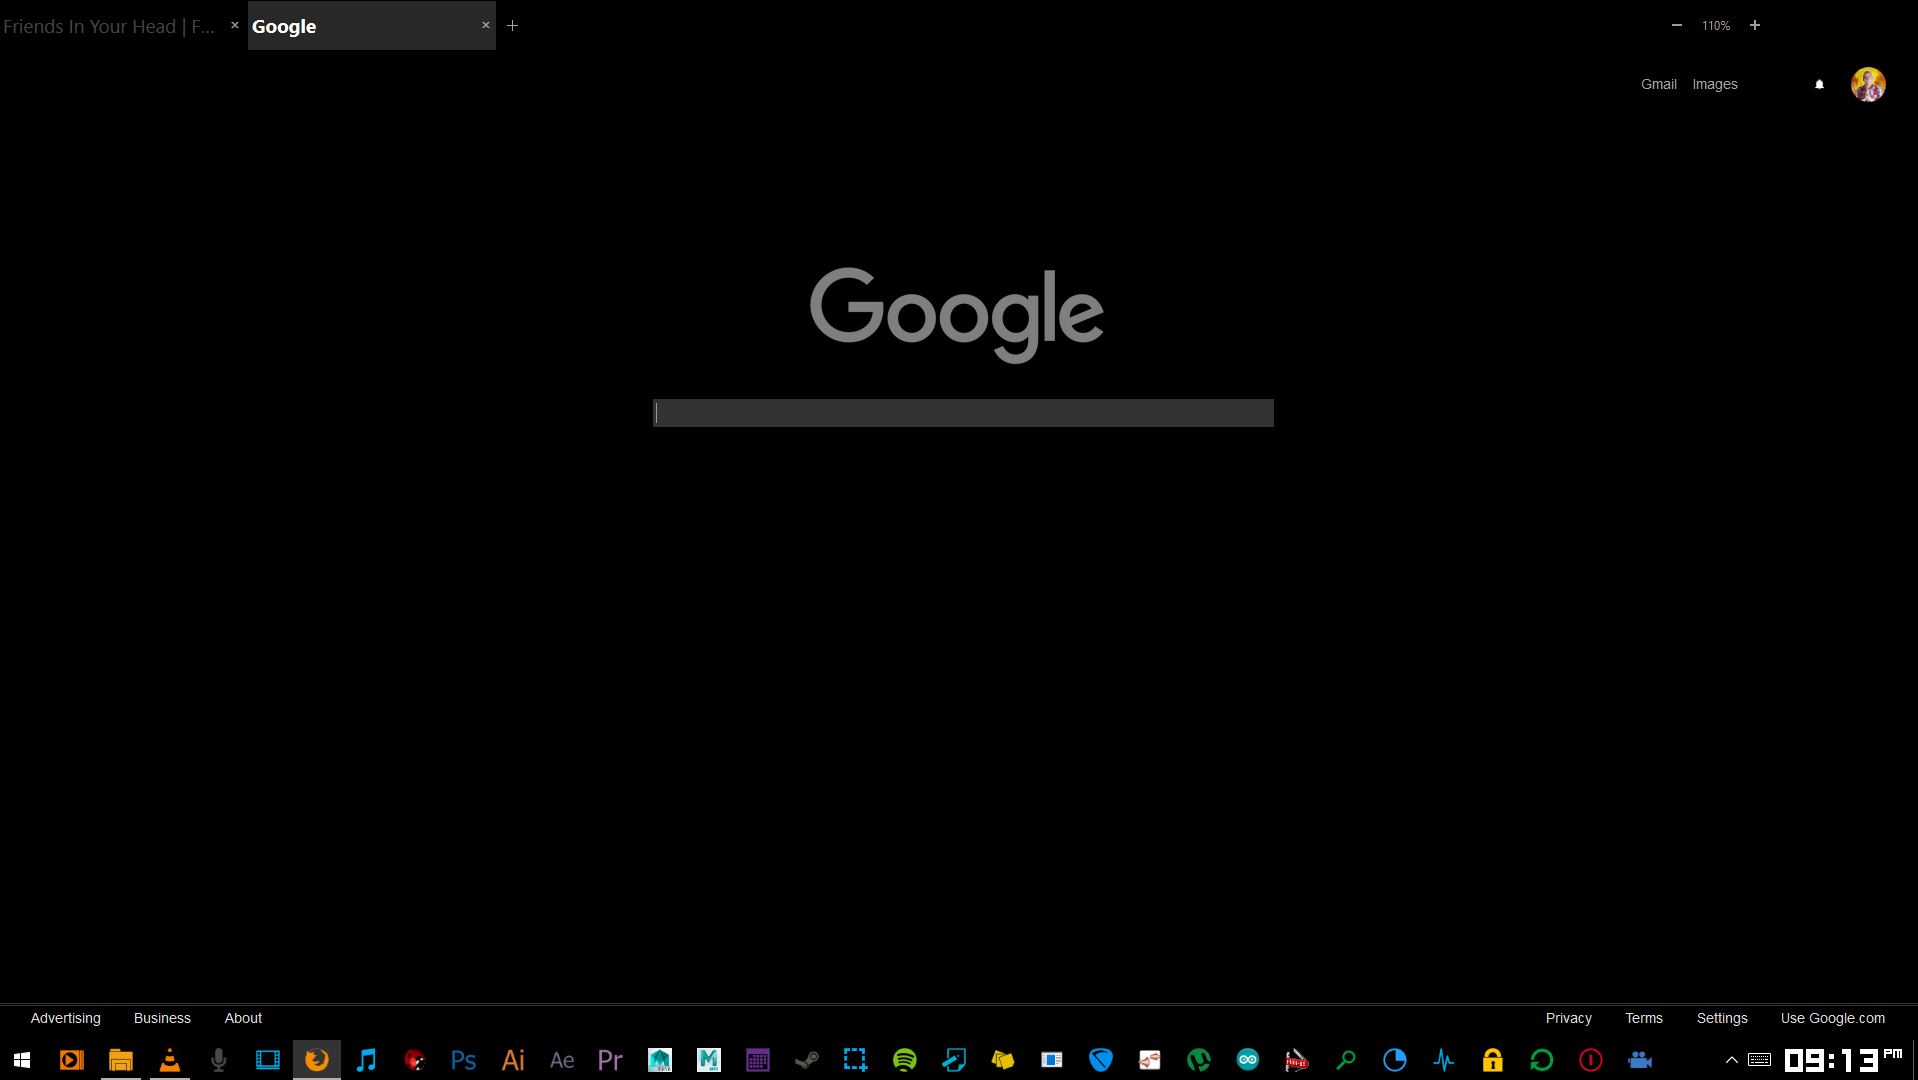 Friends In Your Head | F...
Google
110%
Gmail Images
Google
Advertising Business About
Privacy Terms Settings Use Google.com
Ps Ai Ae Pr
09:13 PM